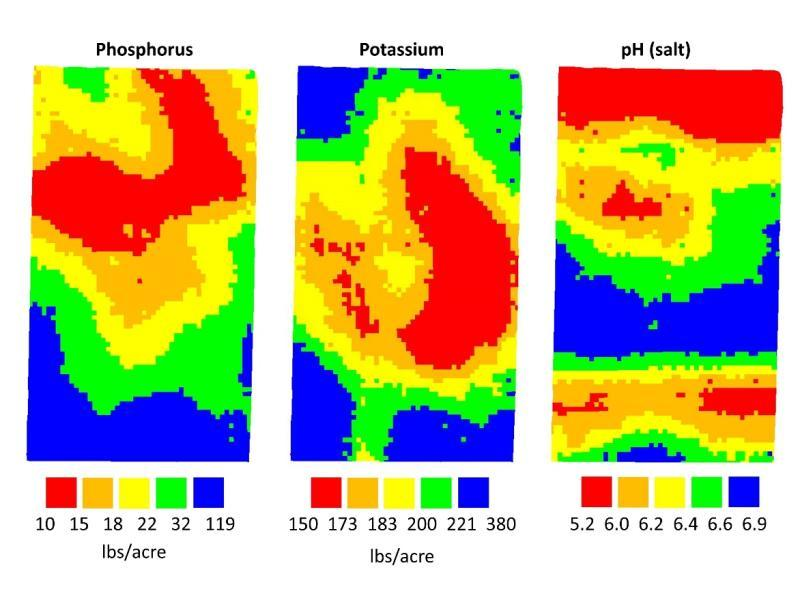 Phosphorus
Potassium
pH (salt)
10 15 18 22 32 119
150 173 183 200 221 380
5.2 6.0 6.2 6.4 6.6 6.9
lbs/acre
lbs/acre